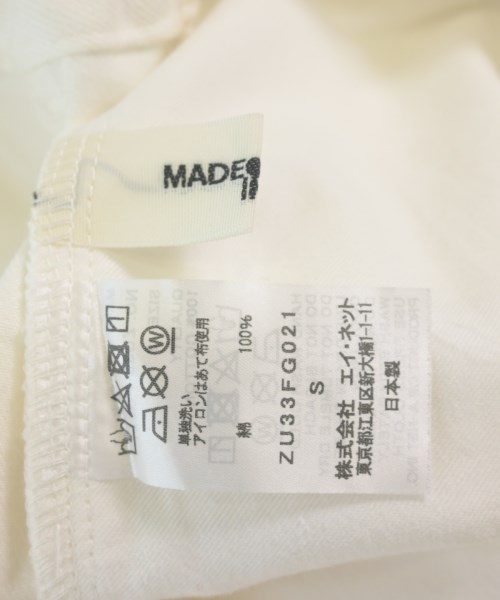 MADE
単独洗い
アイロンはあて布使用
綿 100%
ZU33FG021
S
株式会社 エイ・ネット
東京都江東区新大橋1-1-11
日本製